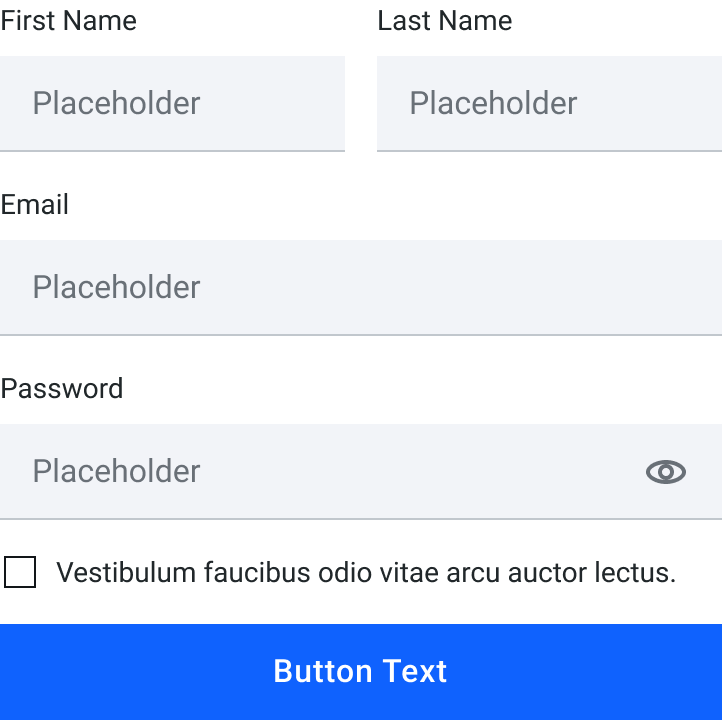 First Name
Last Name
Placeholder
Placeholder
Email
Placeholder
Password
Placeholder
Vestibulum faucibus odio vitae arcu auctor lectus.
Button Text